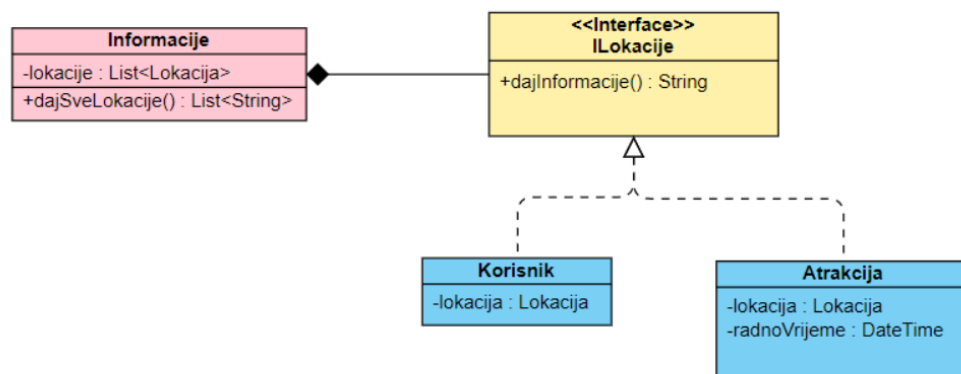 Informacije
-lokacije : List<Lokacija>
+dajSveLokacije() : List<String>
<<Interface>>
ILokacije
+dajInformacije() : String
Korisnik
-lokacija : Lokacija
Atrakcija
-lokacija : Lokacija
-radnoVrijeme : DateTime